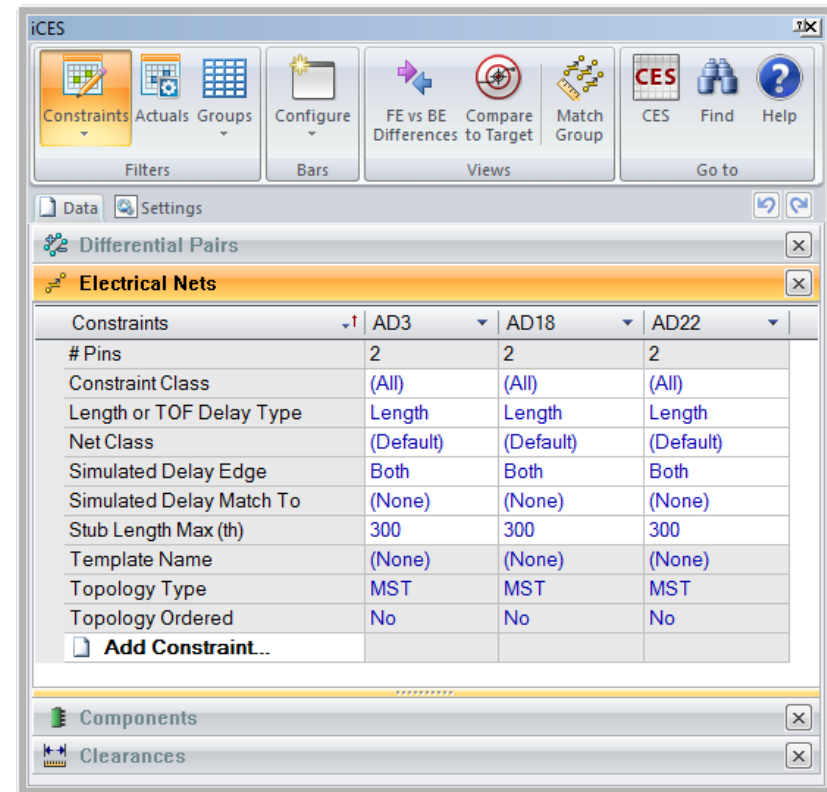 iCES
Constraints Actuals Groups Configure FE vs BE Differences Compare to Target Match Group CES CES Find Help
Filters Bars Views Go to
Data Settings
Differential Pairs
Electrical Nets
Constraints AD3 AD18 AD22
# Pins 2 2 2
Constraint Class (All) (All) (All)
Length or TOF Delay Type Length Length Length
Net Class (Default) (Default) (Default)
Simulated Delay Edge Both Both Both
Simulated Delay Match To (None) (None) (None)
Stub Length Max (th) 300 300 300
Template Name (None) (None) (None)
Topology Type MST MST MST
Topology Ordered No No No
Add Constraint...
Components
Clearances